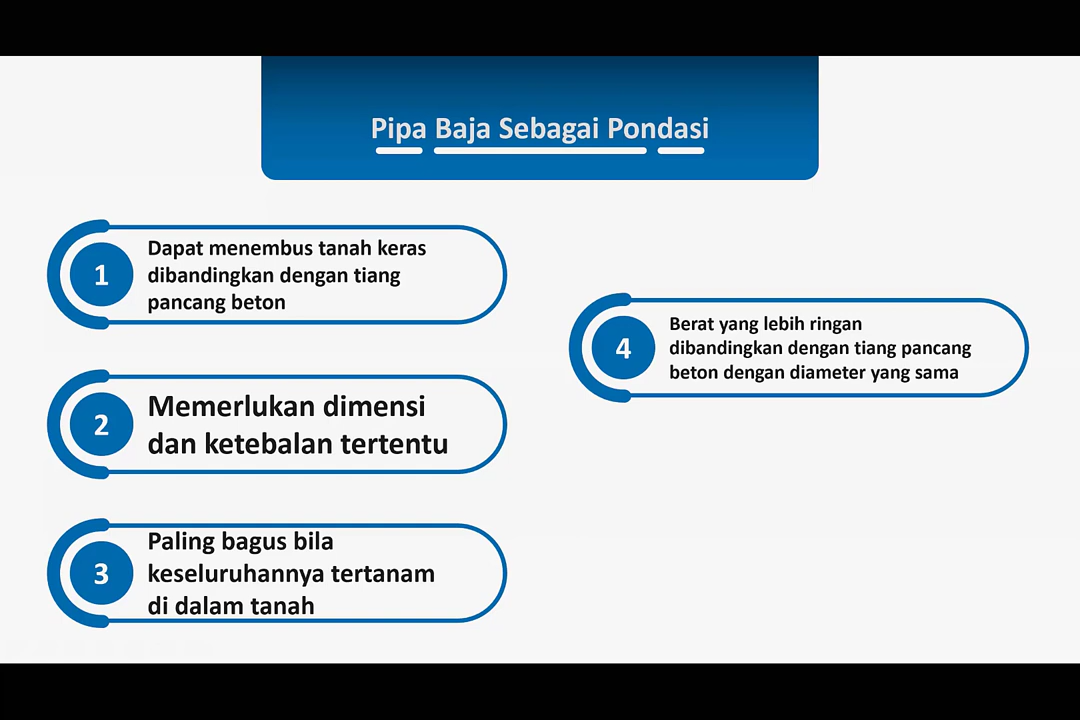 Pipa Baja Sebagai Pondasi
1
Dapat menembus tanah keras
dibandingkan dengan tiang
pancang beton
2
Memerlukan dimensi
dan ketebalan tertentu
3
Paling bagus bila
keseluruhannya tertanam
di dalam tanah
4
Berat yang lebih ringan
dibandingkan dengan tiang pancang
beton dengan diameter yang sama